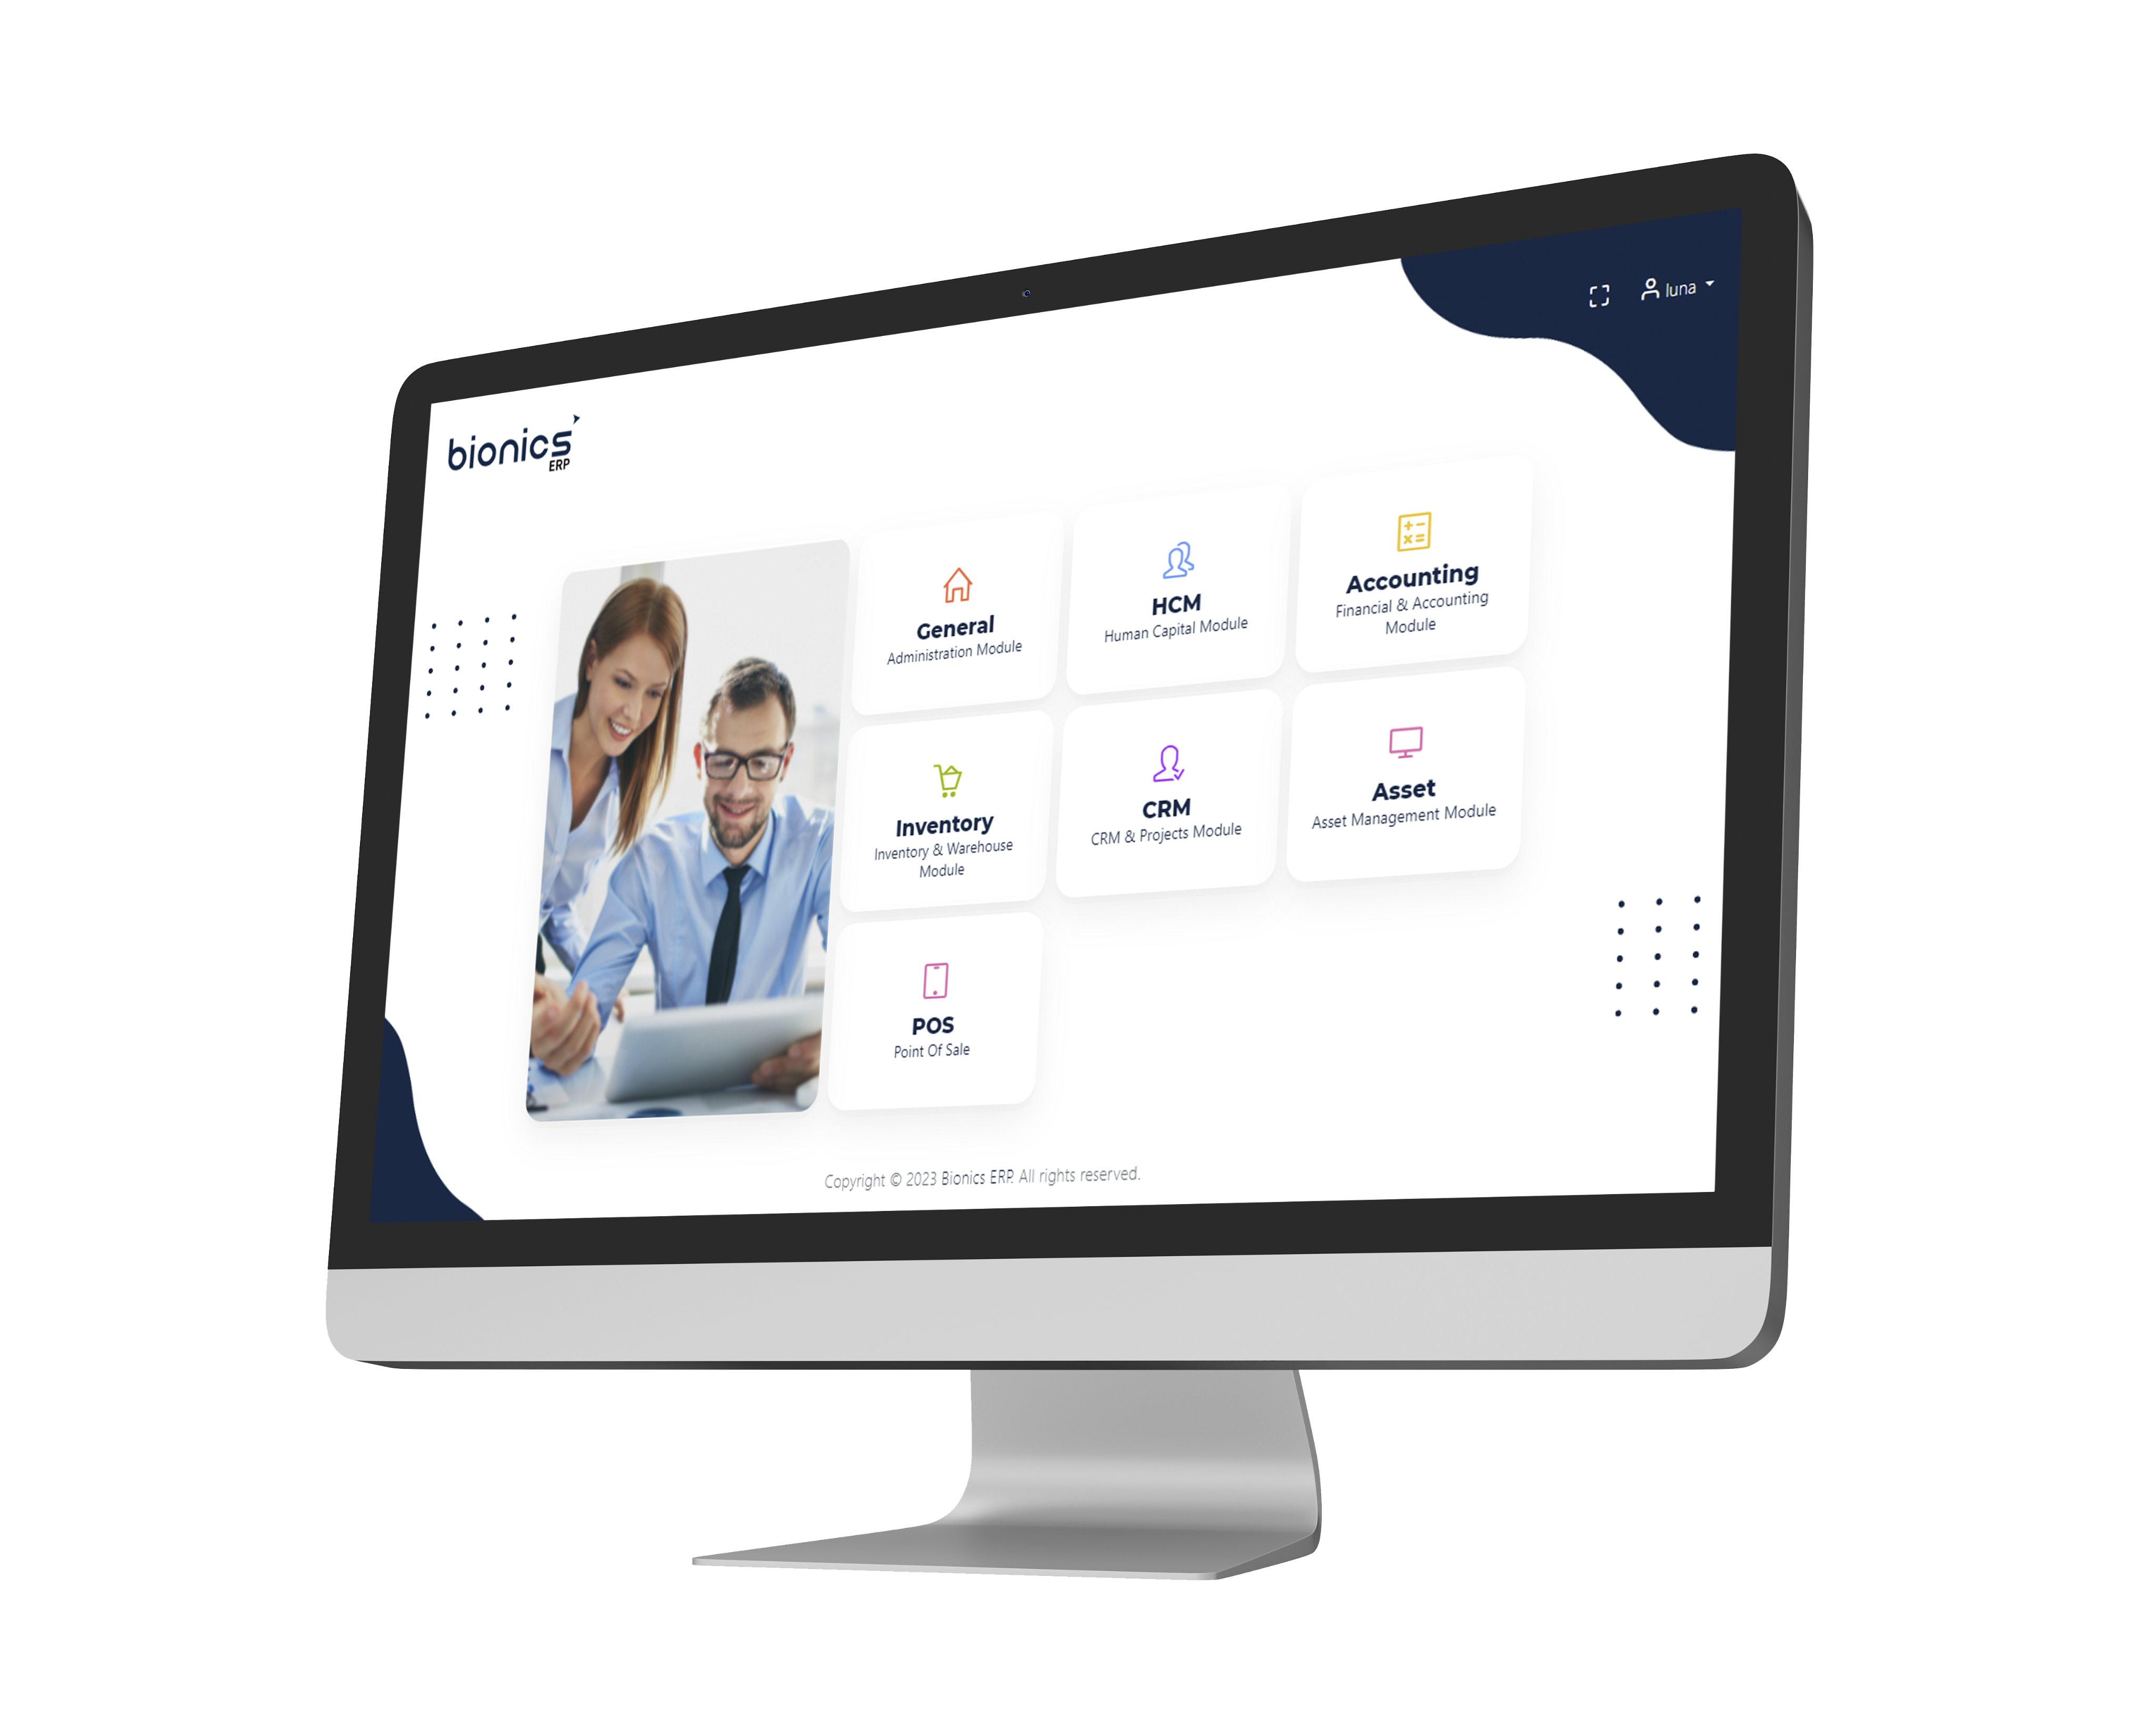 luna
bionics
ERP
General
Administration Module
HCM
Human Capital Module
Accounting
Financial & Accounting
Module
Inventory
Inventory & Warehouse
Module
CRM
CRM & Projects Module
Asset
Asset Management Module
POS
Point Of Sale
Copyright © 2023 Bionics ERP. All rights reserved.